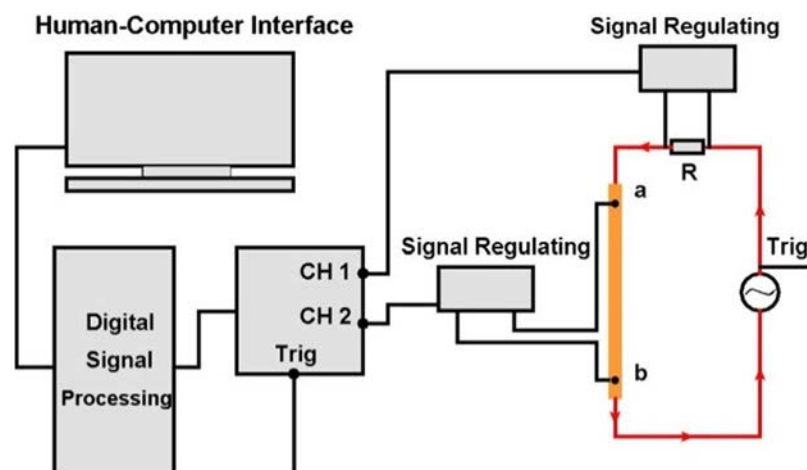 Human-Computer Interface
Signal Regulating
R
a
Trig
Signal Regulating
CH 1
CH 2
Trig
b
Digital
Signal
Processing